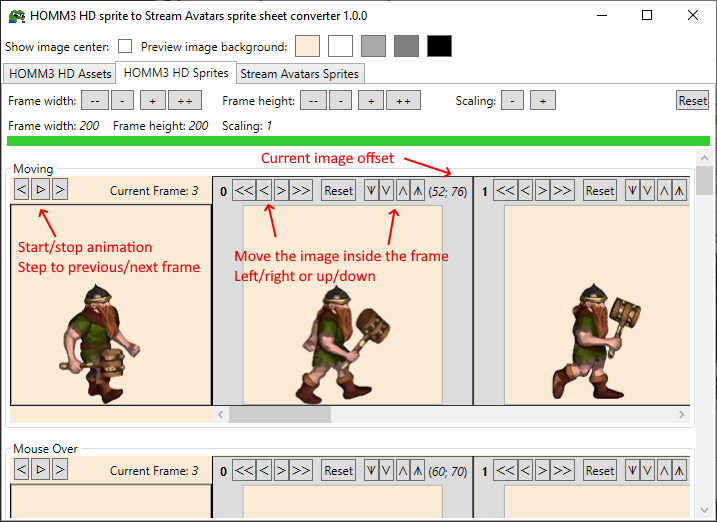 HOMM3 HD sprite to Stream Avatars sprite sheet converter 1.0.0
Show image center: Preview image background:
HOMM3 HD Assets HOMM3 HD Sprites Stream Avatars Sprites
Frame width: -- - + ++ Frame height: -- - + ++ Scaling: - + Reset
Frame width: 200 Frame height: 200 Scaling: 1
Current image offset
Moving
< > Current Frame: 3 0 << < > >> Reset (52; 76) 1 << < > >> Reset
Start/stop animation
Step to previous/next frame
Move the image inside the frame
Left/right or up/down
Mouse Over
< > Current Frame: 3 0 << < > >> Reset (60; 70) 1 << < > >> Reset